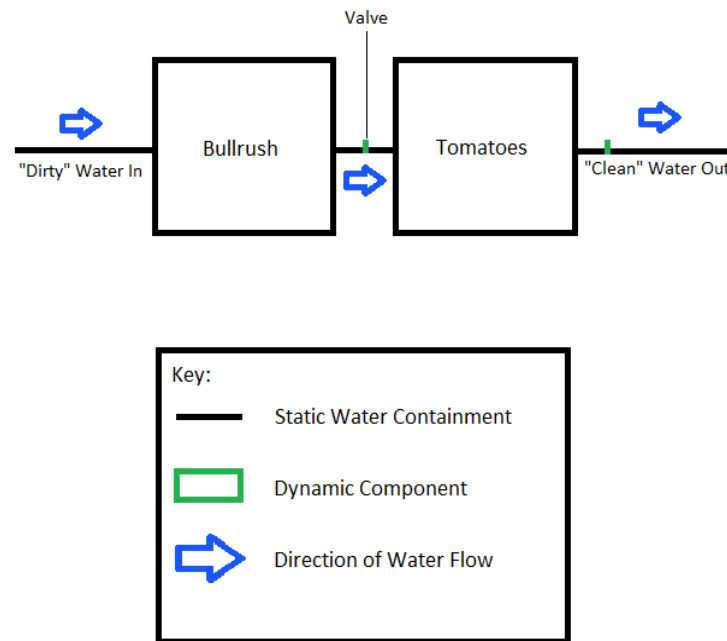 Valve
Bullrush
Tomatoes
"Dirty" Water In
"Clean" Water Out
Key:
Static Water Containment
Dynamic Component
Direction of Water Flow